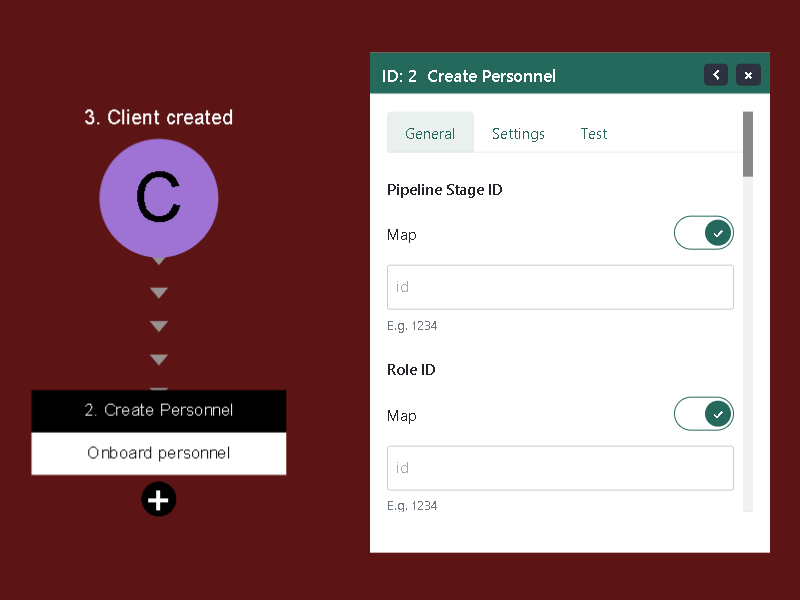 3. Client created
C
2. Create Personnel
Onboard personnel
ID: 2 Create Personnel
General Settings Test
Pipeline Stage ID
Map
id
E.g. 1234
Role ID
Map
id
E.g. 1234